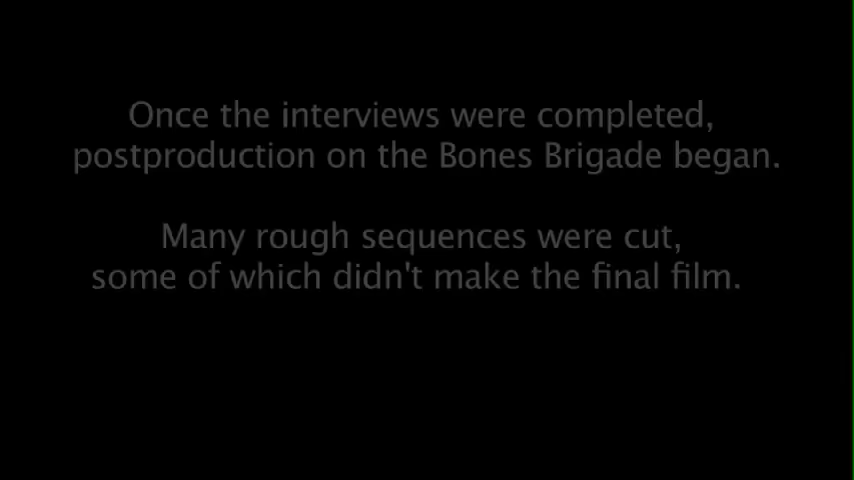 Once the interviews were completed,
postproduction on the Bones Brigade began.
Many rough sequences were cut,
some of which didn't make the final film.